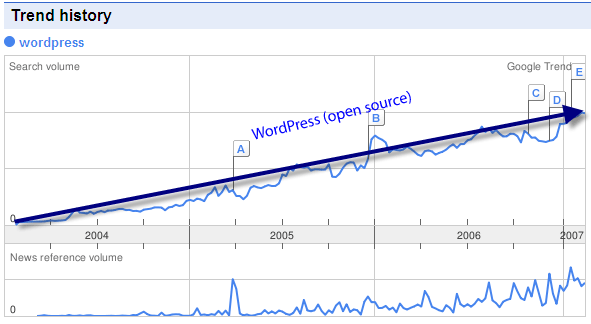 Trend history
wordpress
Search volume
Google Trend
E
C
D
WordPress (open source)
B
A
0
2004
2005
2006
2007
News reference volume
0